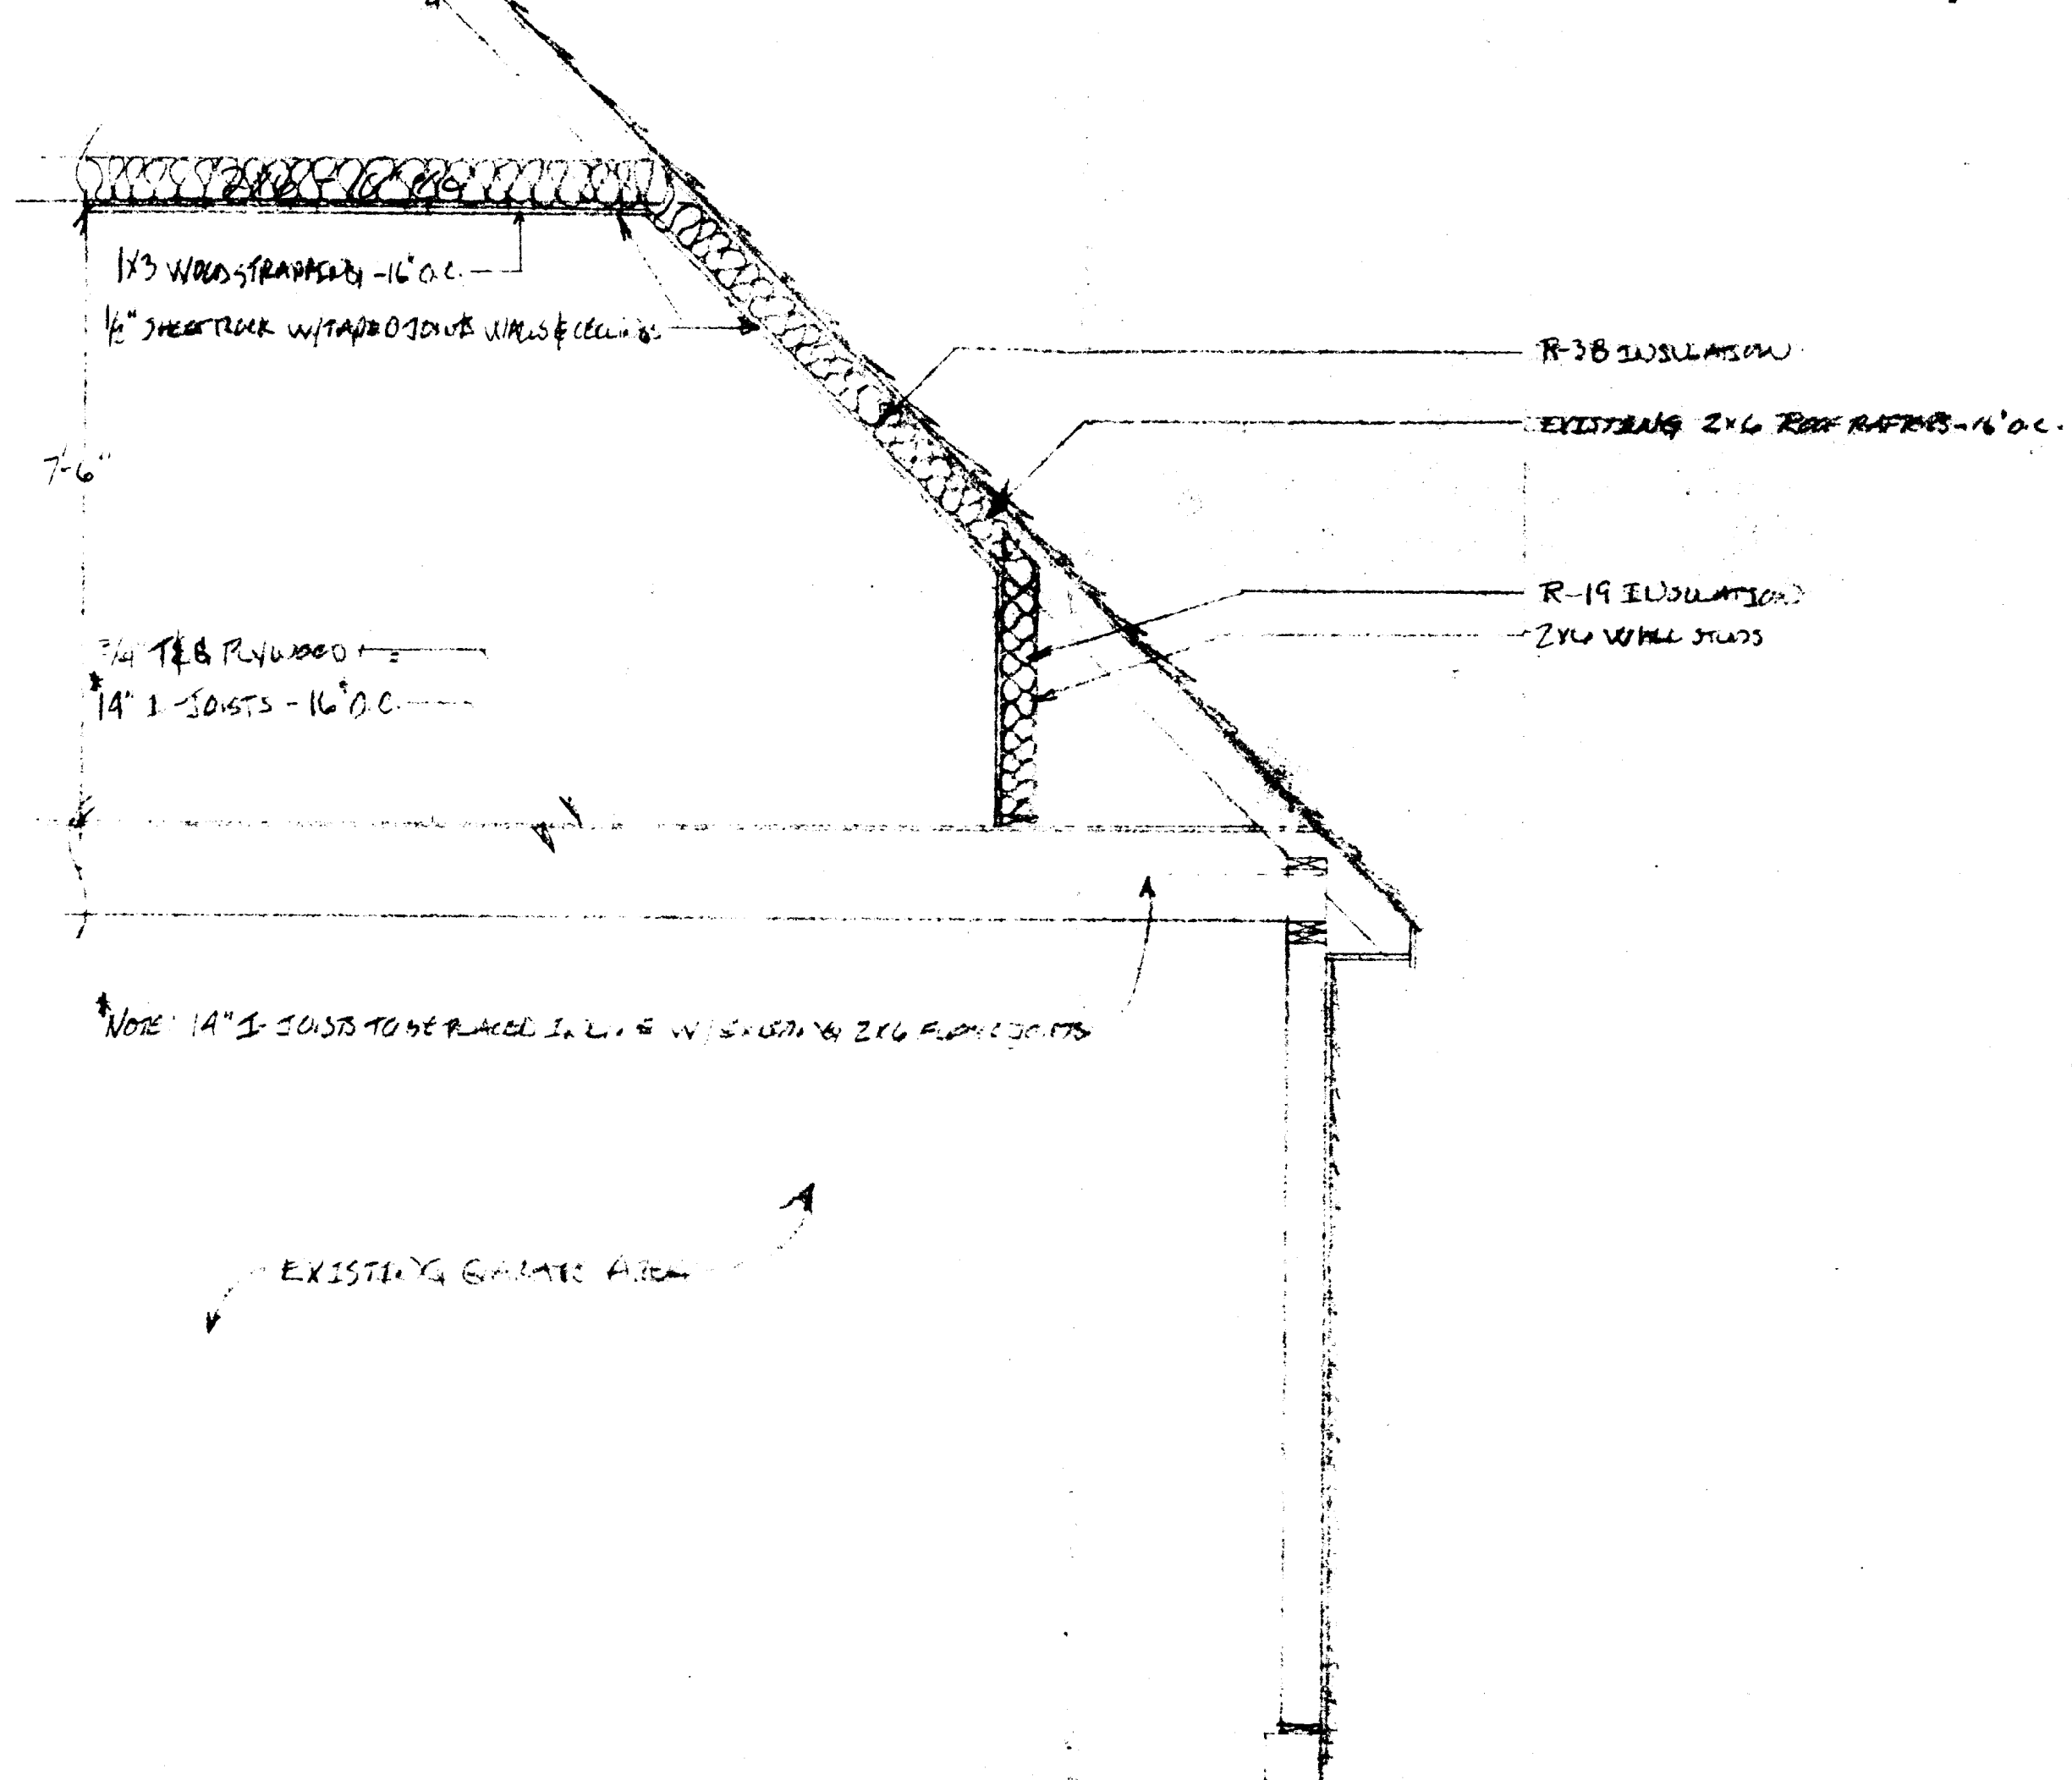 2x6 - 16" O.C.
1x3 WOOD STRAPPING - 16" O.C.
1/2" SHEETROCK W/TAPED JOINTS WALLS & CEILINGS
R-38 INSULATION
EXISTING 2x6 ROOF RAFTERS - 16" O.C.
7'-6"
R-19 INSULATION
2x6 WALL STUDS
3/4" T&G PLYWOOD
*14" I-JOISTS - 16" O.C.
*NOTE: 14" I-JOISTS TO BE PLACED IN LINE W/EXISTING 2x6 FLOOR JOISTS
EXISTING GARAGE AREA